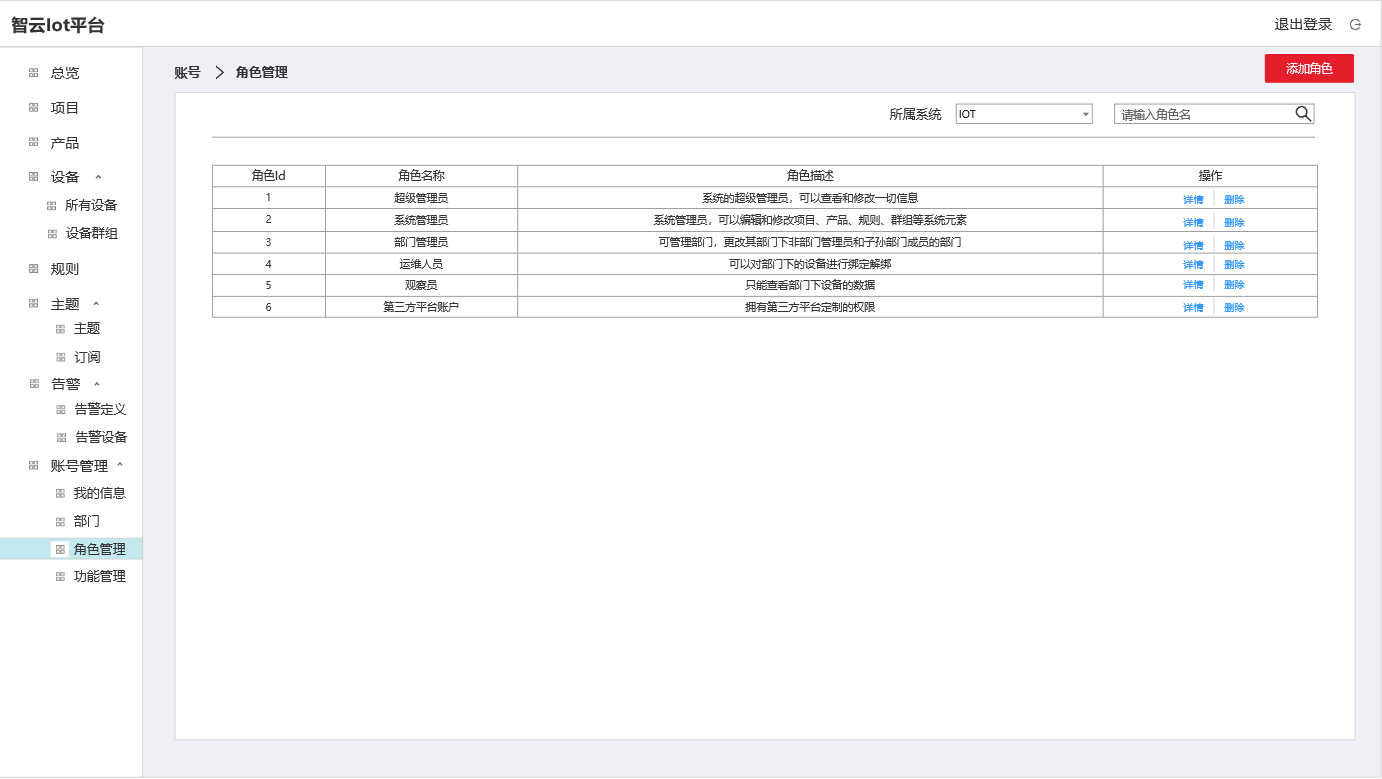 智云Iot平台
退出登录
总览
项目
产品
设备
所有设备
设备群组
规则
主题
主题
订阅
告警
告警定义
告警设备
账号管理
我的信息
部门
角色管理
功能管理
账号 > 角色管理
添加角色
所属系统 IOT 请输入角色名
角色Id 角色名称 角色描述 操作
1 超级管理员 系统的超级管理员，可以查看和修改一切信息 详情 删除
2 系统管理员 系统管理员，可以编辑和修改项目、产品、规则、群组等系统元素 详情 删除
3 部门管理员 可管理部门，更改其部门下非部门管理员和子孙部门成员的部门 详情 删除
4 运维人员 可以对部门下的设备进行绑定解绑 详情 删除
5 观察员 只能查看部门下设备的数据 详情 删除
6 第三方平台账户 拥有第三方平台定制的权限 详情 删除